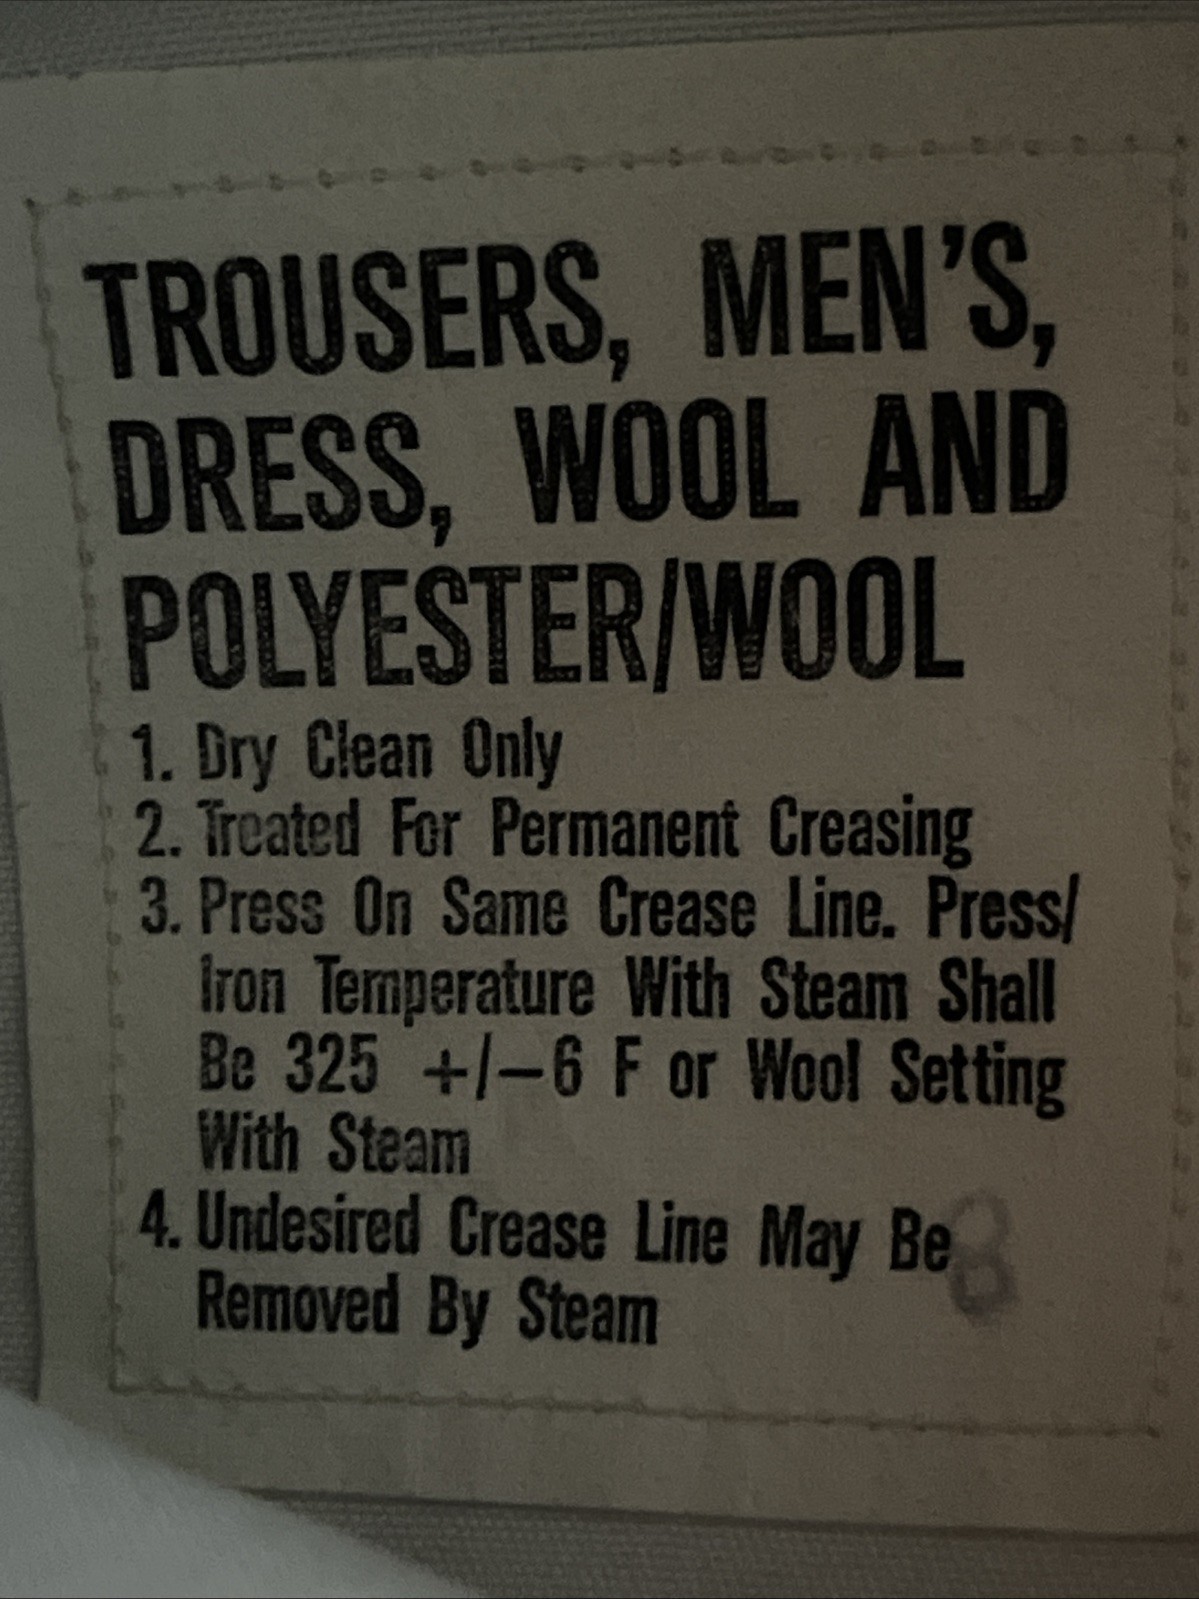 TROUSERS, MEN'S,
DRESS, WOOL AND
POLYESTER/WOOL
1. Dry Clean Only
2. Treated For Permanent Creasing
3. Press On Same Crease Line. Press/
Iron Temperature With Steam Shall
Be 325 +/-6 F or Wool Setting
With Steam
4. Undesired Crease Line May Be
8
Removed By Steam